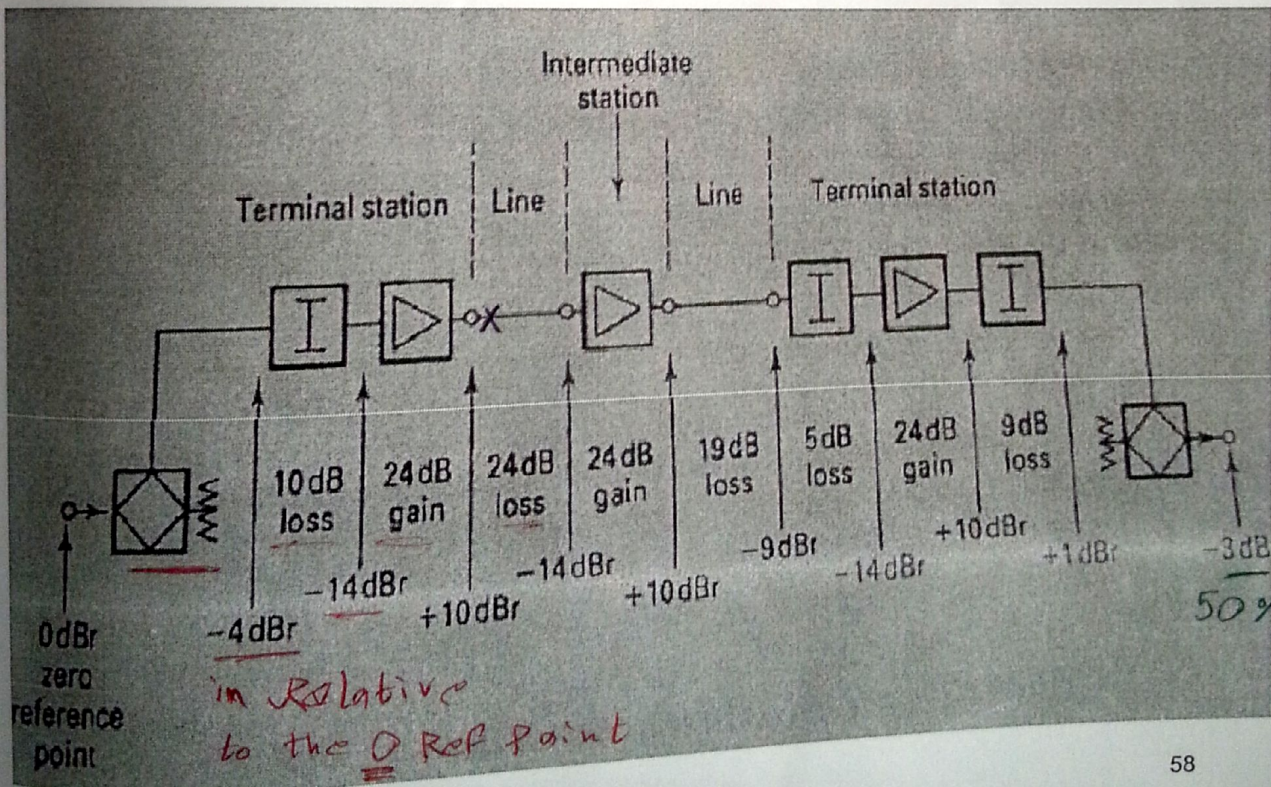 Intermediate
station
Terminal station
Line
Line
Terminal station
10dB
loss
24dB
gain
24dB
loss
24dB
gain
19dB
loss
5dB
loss
24dB
gain
9dB
loss
0dBr
zero
reference
point
-4dBr
-14dBr
+10dBr
-14dBr
+10dBr
-9dBr
-14dBr
+10dBr
+1dBr
-3dB
50%
in Relative
to the 0 Ref Point
58